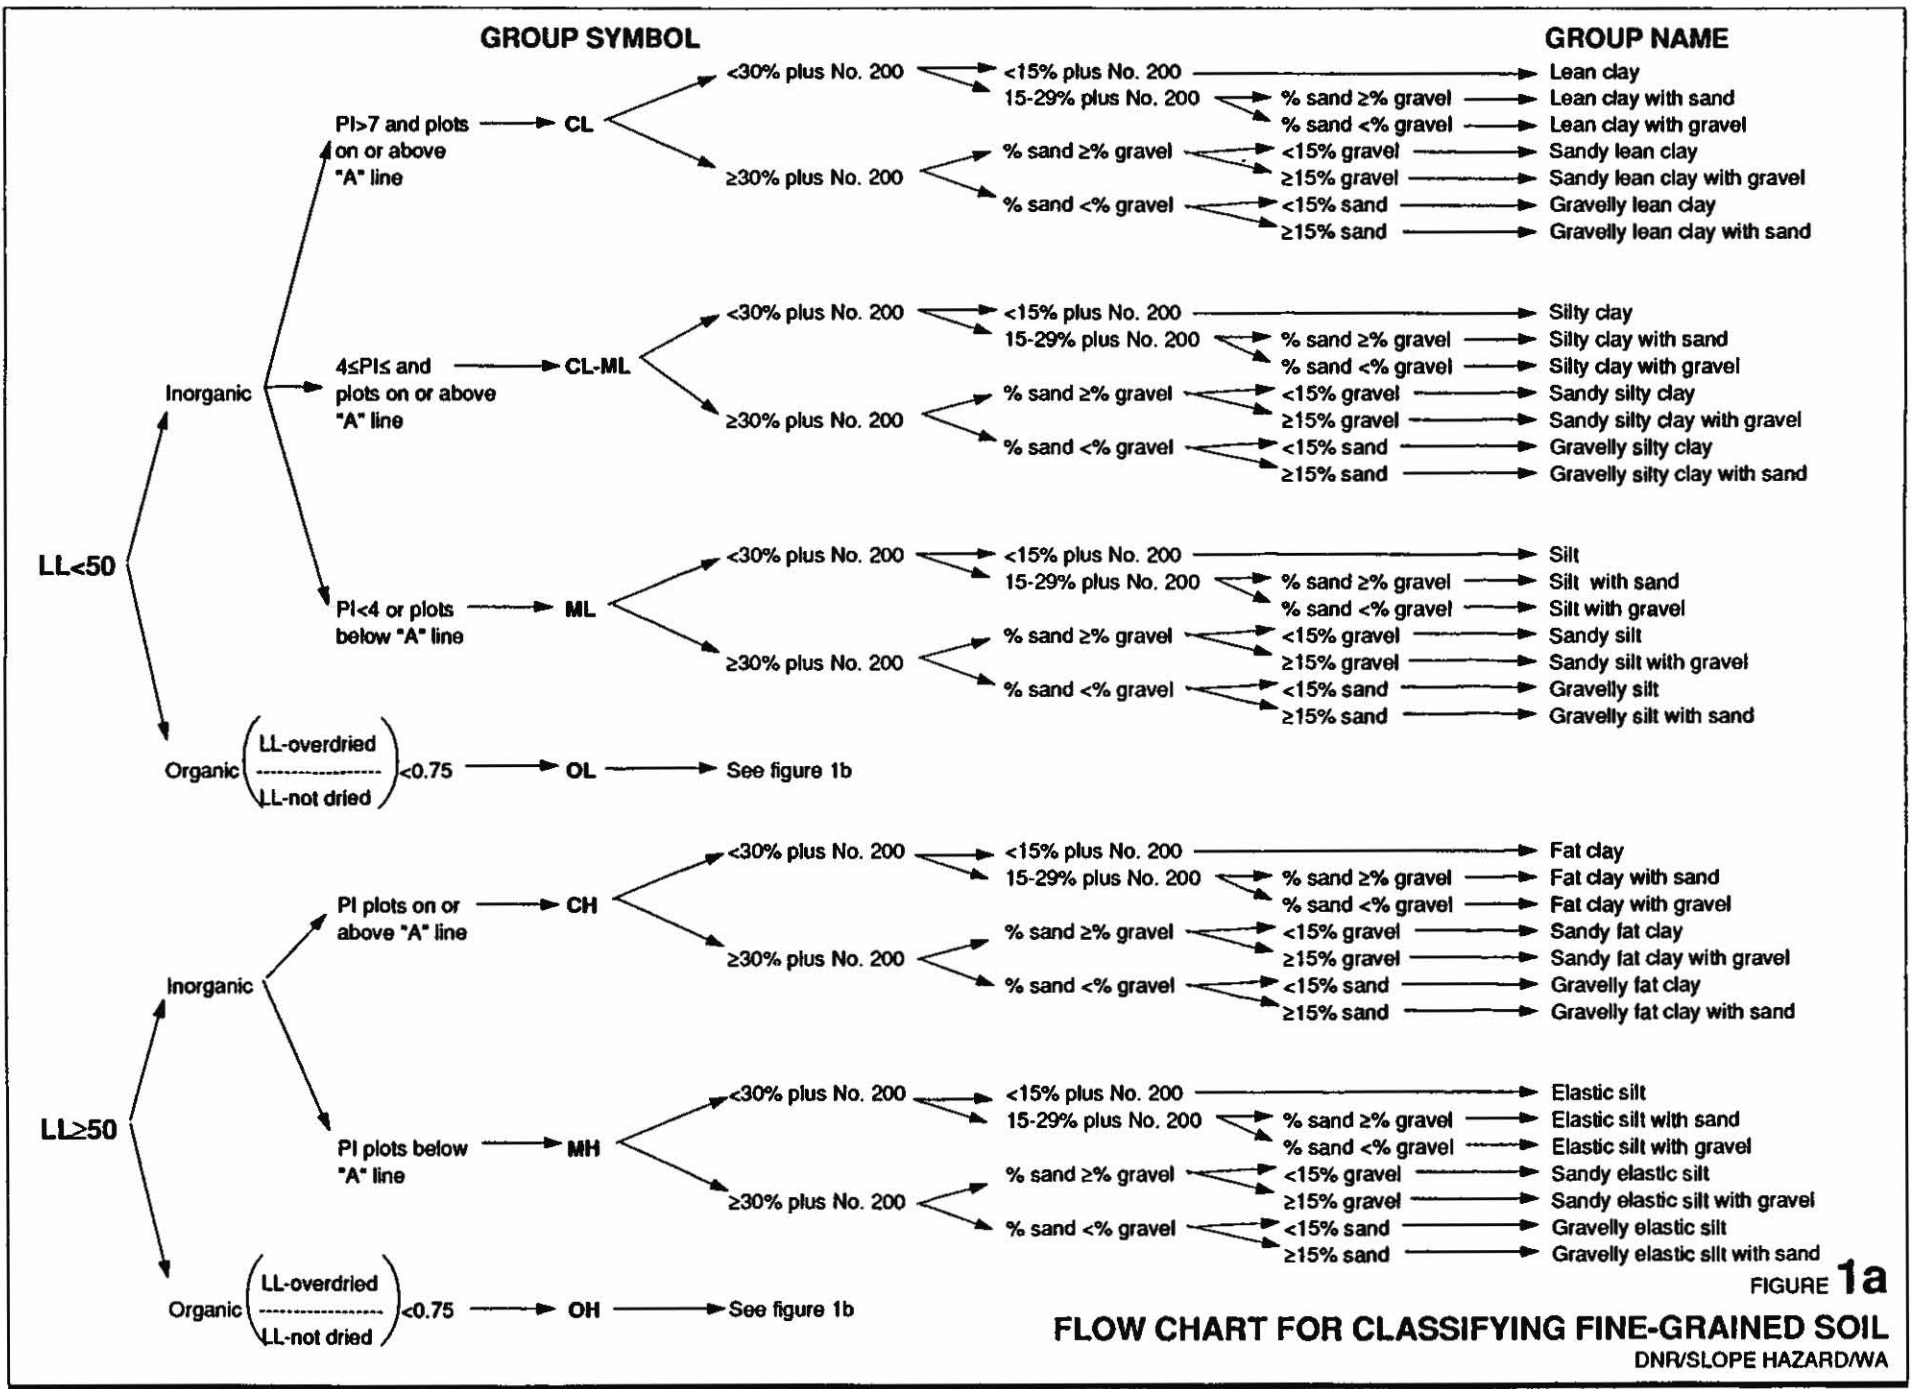 GROUP SYMBOL
GROUP NAME
<30% plus No. 200
<15% plus No. 200
Lean clay
15-29% plus No. 200
% sand ≥% gravel
Lean clay with sand
% sand <% gravel
Lean clay with gravel
PI>7 and plots
on or above
"A" line
CL
≥30% plus No. 200
% sand ≥% gravel
<15% gravel
Sandy lean clay
≥15% gravel
Sandy lean clay with gravel
% sand <% gravel
<15% sand
Gravelly lean clay
≥15% sand
Gravelly lean clay with sand
<30% plus No. 200
<15% plus No. 200
Silty clay
15-29% plus No. 200
% sand ≥% gravel
Silty clay with sand
% sand <% gravel
Silty clay with gravel
Inorganic
4≤PI≤ and
plots on or above
"A" line
CL-ML
≥30% plus No. 200
% sand ≥% gravel
<15% gravel
Sandy silty clay
≥15% gravel
Sandy silty clay with gravel
% sand <% gravel
<15% sand
Gravelly silty clay
≥15% sand
Gravelly silty clay with sand
LL<50
<30% plus No. 200
<15% plus No. 200
Silt
15-29% plus No. 200
% sand ≥% gravel
Silt with sand
% sand <% gravel
Silt with gravel
PI<4 or plots
below "A" line
ML
≥30% plus No. 200
% sand ≥% gravel
<15% gravel
Sandy silt
≥15% gravel
Sandy silt with gravel
% sand <% gravel
<15% sand
Gravelly silt
≥15% sand
Gravelly silt with sand
Organic
LL-overdried
LL-not dried
<0.75
OL
See figure 1b
<30% plus No. 200
<15% plus No. 200
Fat clay
15-29% plus No. 200
% sand ≥% gravel
Fat clay with sand
% sand <% gravel
Fat clay with gravel
PI plots on or
above "A" line
CH
≥30% plus No. 200
% sand ≥% gravel
<15% gravel
Sandy fat clay
≥15% gravel
Sandy fat clay with gravel
Inorganic
% sand <% gravel
<15% sand
Gravelly fat clay
≥15% sand
Gravelly fat clay with sand
LL≥50
<30% plus No. 200
<15% plus No. 200
Elastic silt
15-29% plus No. 200
% sand ≥% gravel
Elastic silt with sand
% sand <% gravel
Elastic silt with gravel
PI plots below
"A" line
MH
≥30% plus No. 200
% sand ≥% gravel
<15% gravel
Sandy elastic silt
≥15% gravel
Sandy elastic silt with gravel
% sand <% gravel
<15% sand
Gravelly elastic silt
≥15% sand
Gravelly elastic silt with sand
Organic
LL-overdried
LL-not dried
<0.75
OH
See figure 1b
FIGURE 1a
FLOW CHART FOR CLASSIFYING FINE-GRAINED SOIL
DNR/SLOPE HAZARD/WA